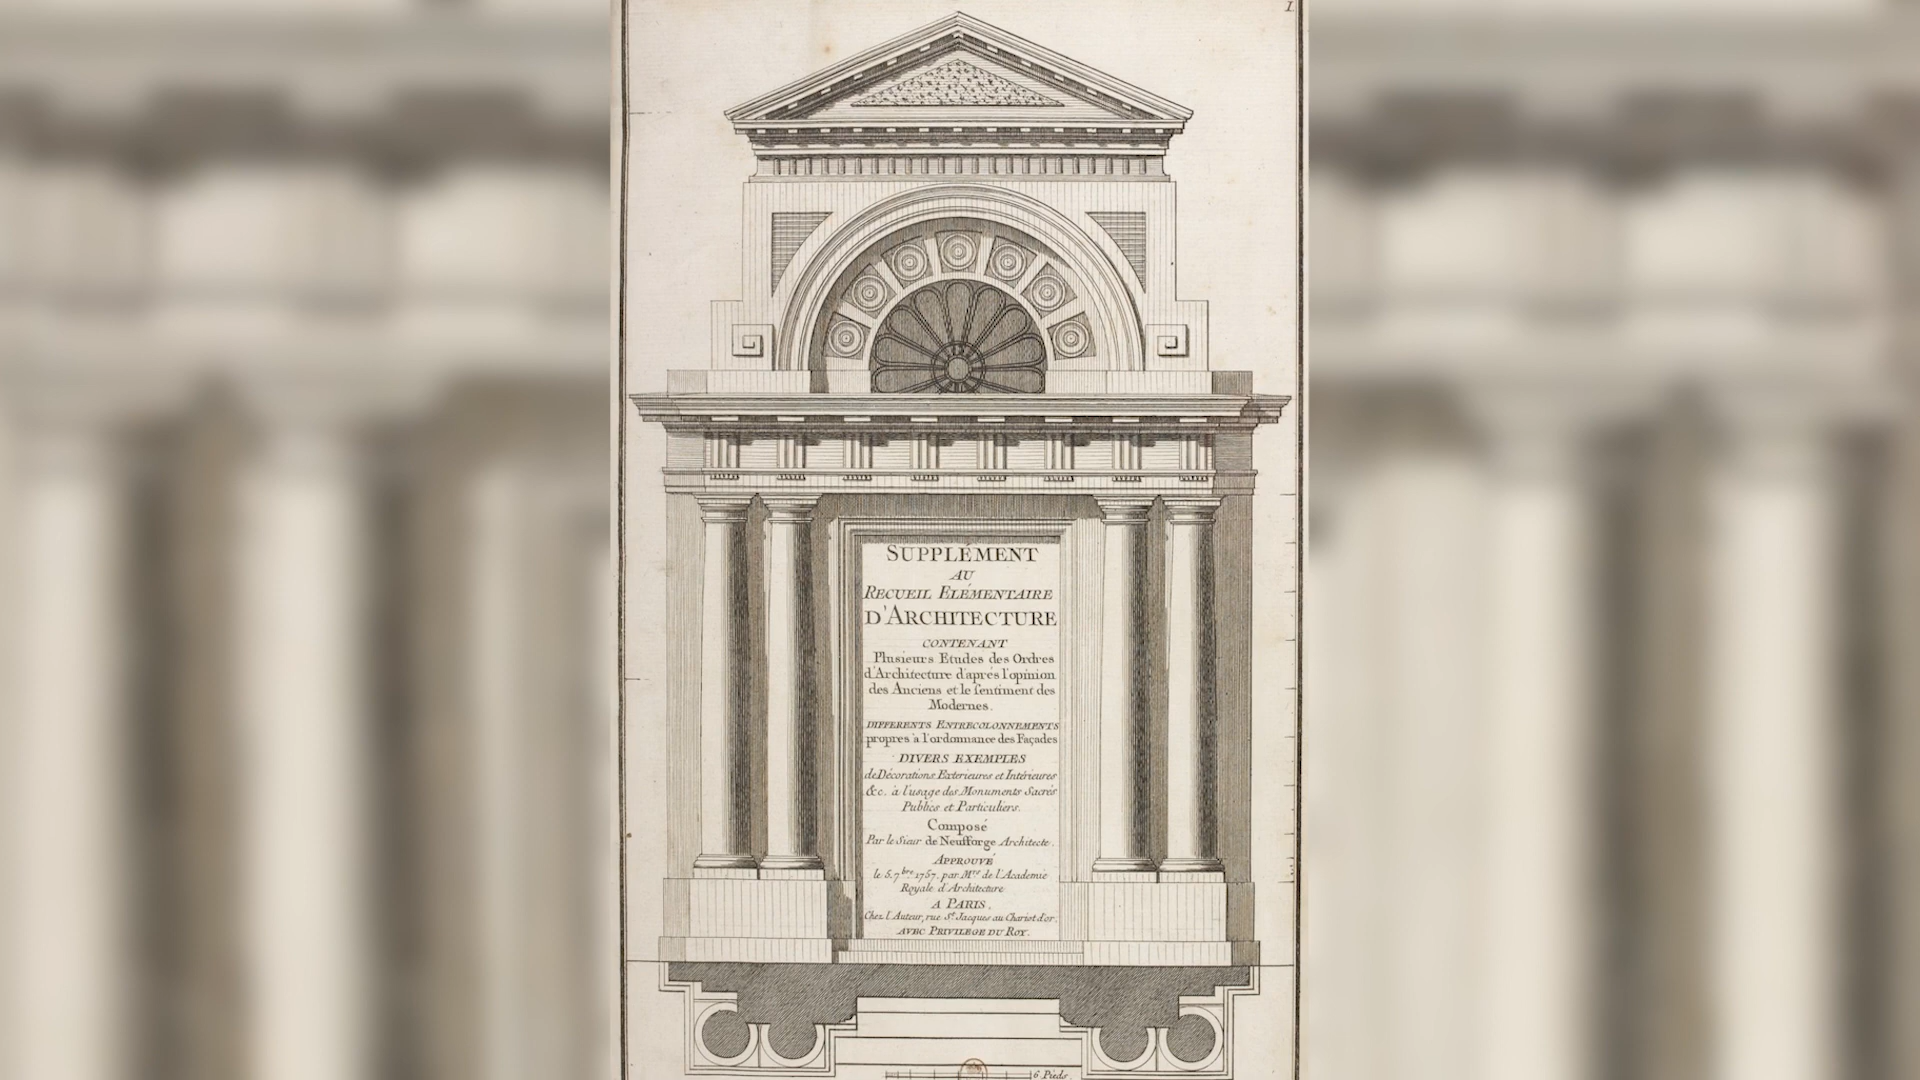 I.
SUPPLÉMENT
AU
RECUEIL ELÉMENTAIRE
D'ARCHITECTURE
CONTENANT
Plusieurs Etudes des Ordres
d'Architecture d'aprés l'opinion
des Anciens et le ſentiment des
Modernes.
DIFFERENTS ENTRECOLONNEMENTS
propres à l'ordonnance des Façades
DIVERS EXEMPLES
de Décorations Exterieures et Intérieures
&c. à l'usage des Monuments Sacrés
Publics et Particuliers.
Composé
Par le Sieur de Neufforge Architecte.
APPROUVÉ
le 5. 7bre 1757. par Mrs de l'Academie
Royale d'Architecture
A PARIS,
Chez l'Auteur, rue St Jacques au Chariot d'or.
AVEC PRIVILEGE DU ROY.
6 Pieds.